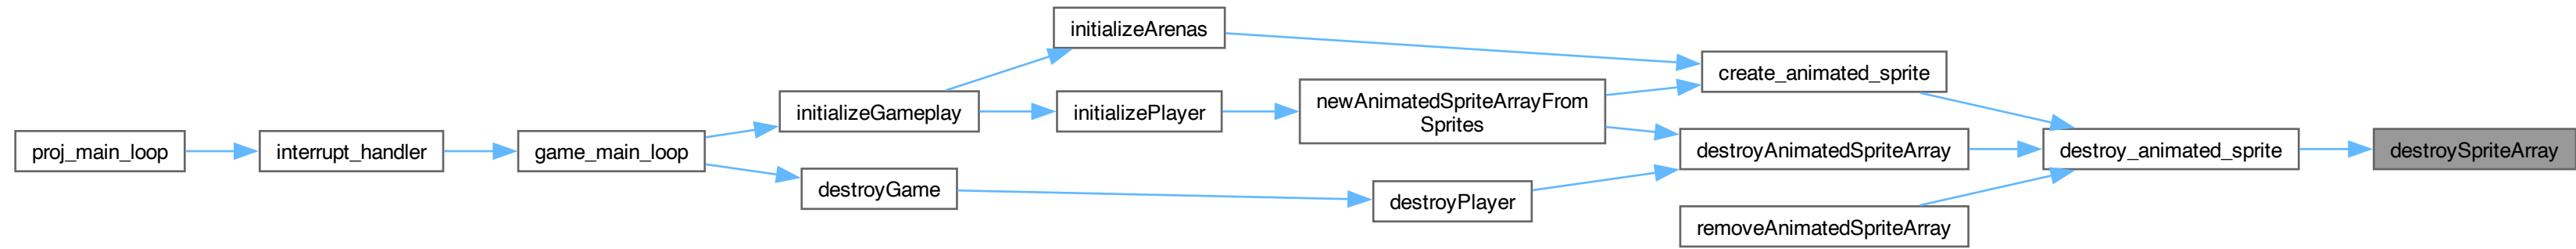 proj_main_loop
interrupt_handler
game_main_loop
initializeGameplay
destroyGame
initializeArenas
initializePlayer
newAnimatedSpriteArrayFrom
Sprites
destroyPlayer
create_animated_sprite
destroyAnimatedSpriteArray
removeAnimatedSpriteArray
destroy_animated_sprite
destroySpriteArray